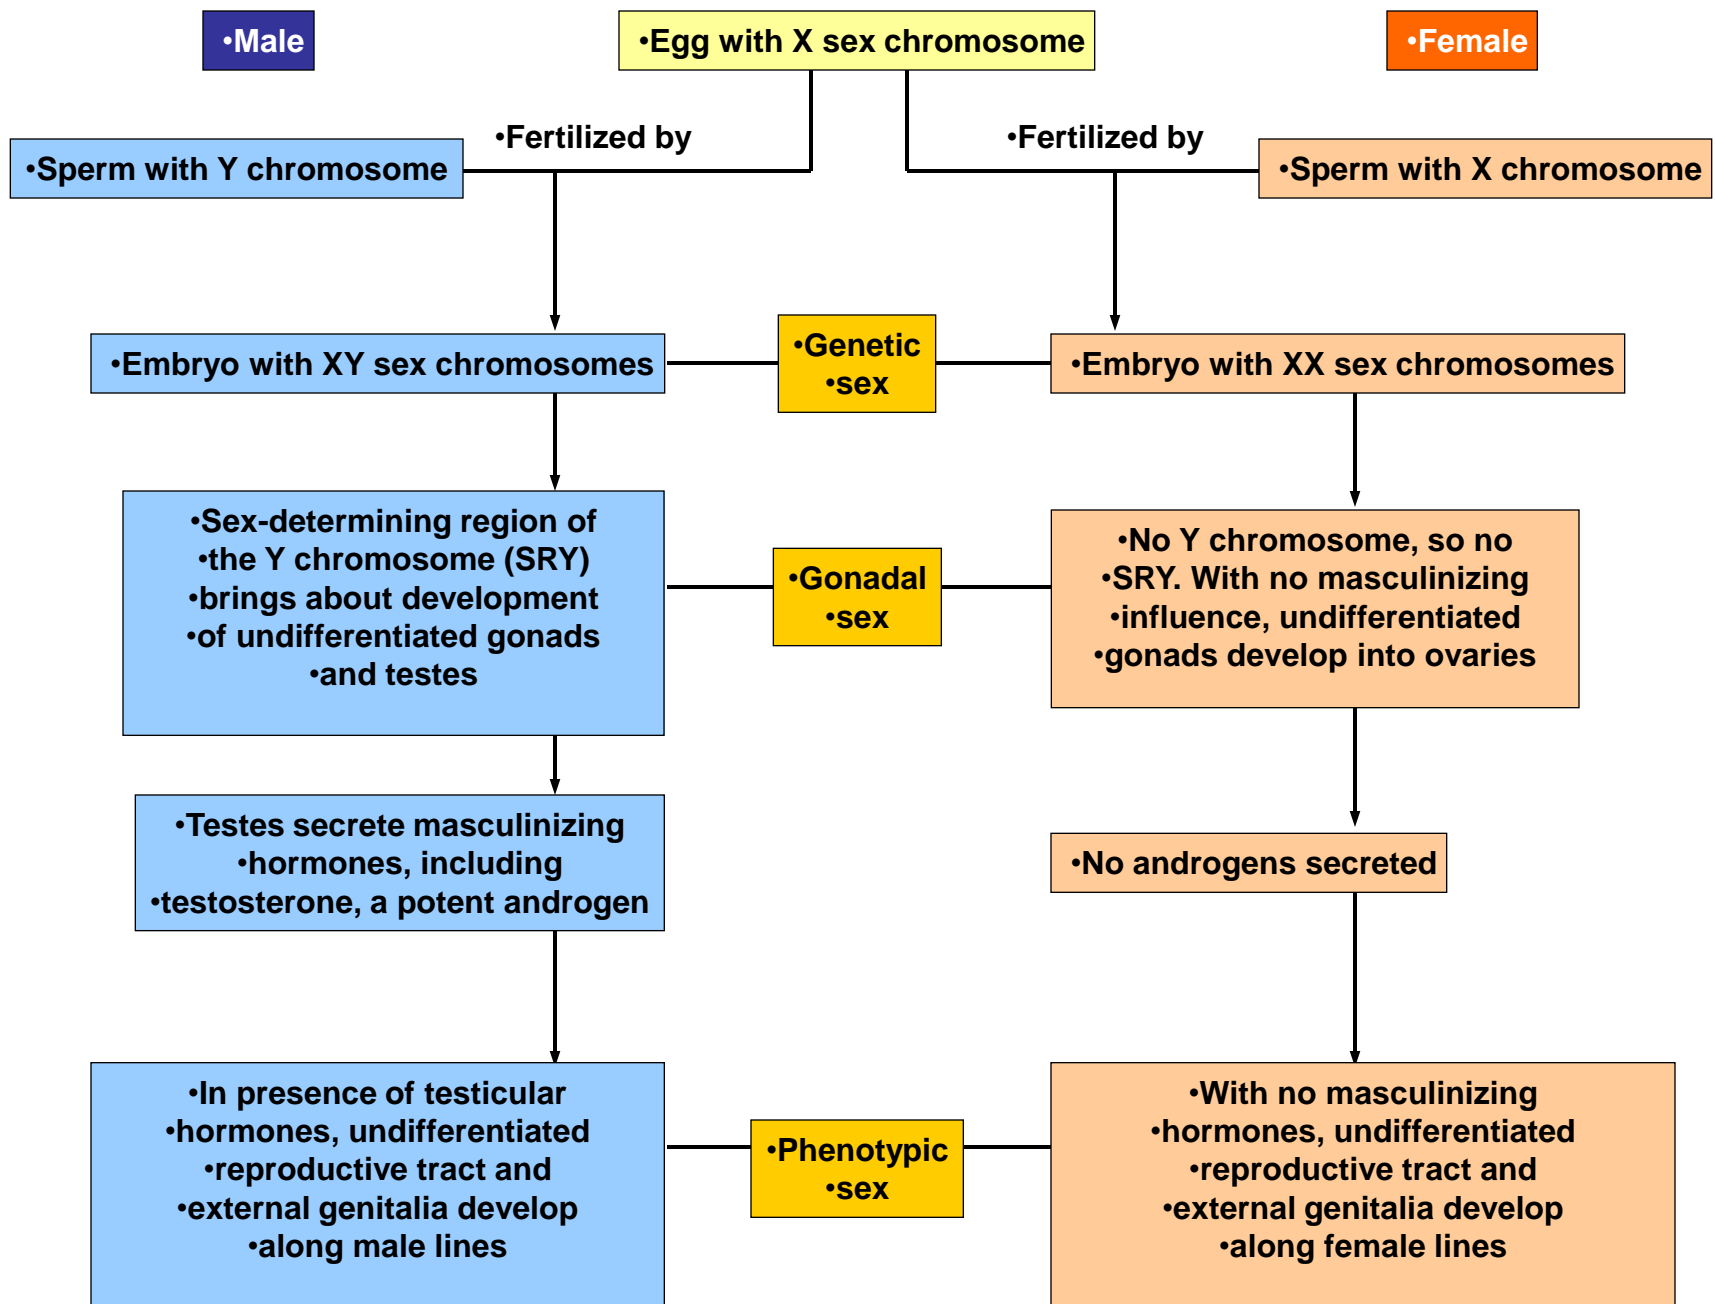 •Male
•Egg with X sex chromosome
•Female
•Fertilized by
•Fertilized by
•Sperm with Y chromosome
•Sperm with X chromosome
•Embryo with XY sex chromosomes
•Genetic
•sex
•Embryo with XX sex chromosomes
•Sex-determining region of
•the Y chromosome (SRY)
•brings about development
•of undifferentiated gonads
•and testes
•Gonadal
•sex
•No Y chromosome, so no
•SRY. With no masculinizing
•influence, undifferentiated
•gonads develop into ovaries
•Testes secrete masculinizing
•hormones, including
•testosterone, a potent androgen
•No androgens secreted
•In presence of testicular
•hormones, undifferentiated
•reproductive tract and
•external genitalia develop
•along male lines
•Phenotypic
•sex
•With no masculinizing
•hormones, undifferentiated
•reproductive tract and
•external genitalia develop
•along female lines